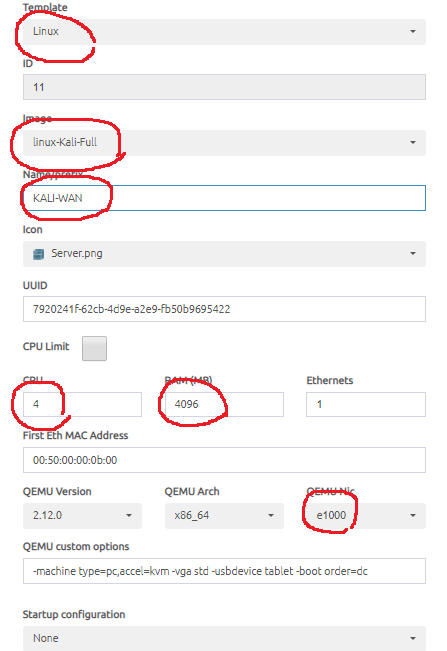 Template
Linux
ID
11
Image
linux-Kali-Full
Name/prefix
KALI-WAN
Icon
Server.png
UUID
7920241f-62cb-4d9e-a2e9-fb50b9695422
CPU Limit
CPU RAM (MB) Ethernets
4 4096 1
First Eth MAC Address
00:50:00:00:0b:00
QEMU Version QEMU Arch QEMU Nic
2.12.0 x86_64 e1000
QEMU custom options
-machine type=pc,accel=kvm -vga std -usbdevice tablet -boot order=dc
Startup configuration
None